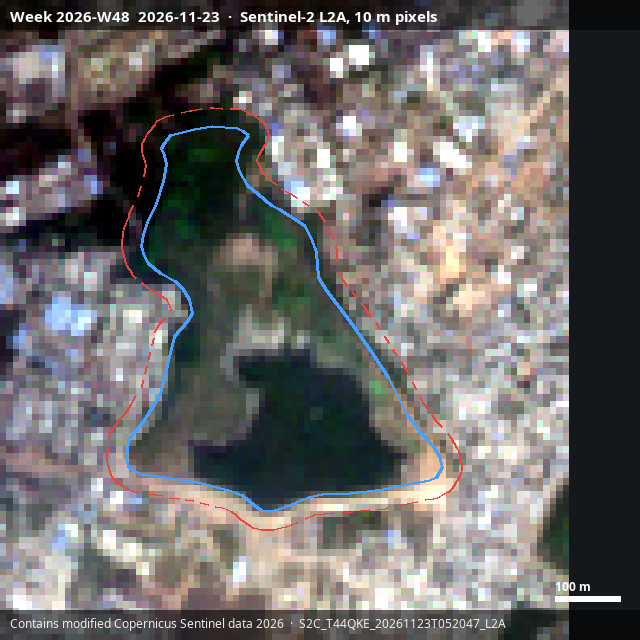 Week 2026-W48  2026-11-23  ·  Sentinel-2 L2A, 10 m pixels
100 m
Contains modified Copernicus Sentinel data 2026  ·  S2C_T44QKE_20261123T052047_L2A